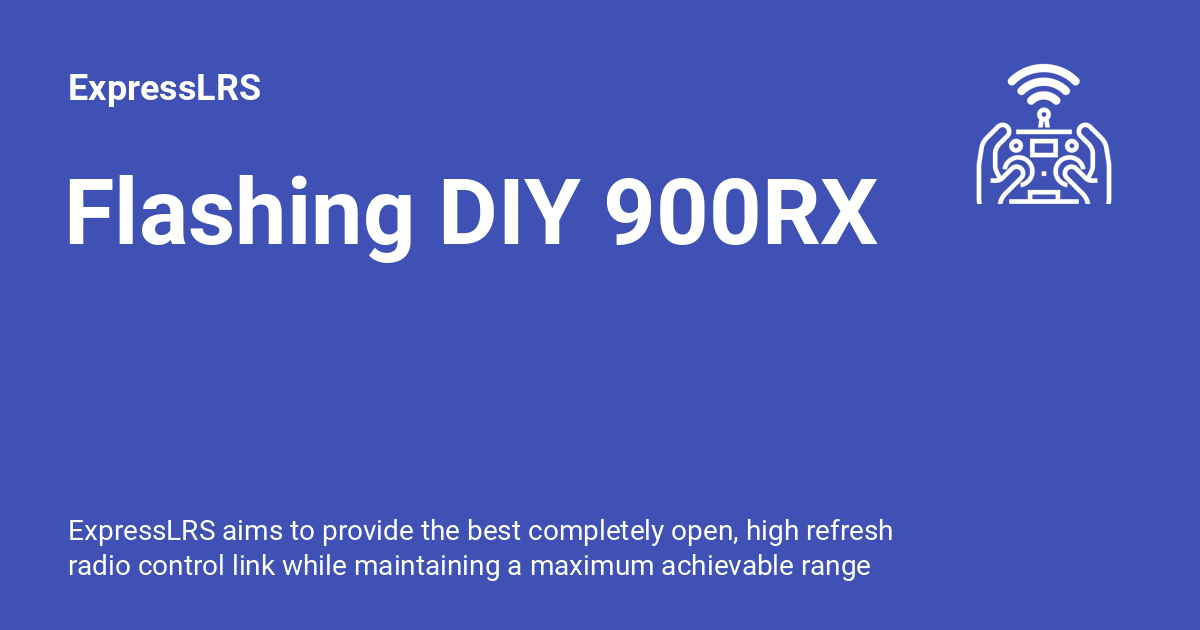 ExpressLRS
Flashing DIY 900RX
ExpressLRS aims to provide the best completely open, high refresh
radio control link while maintaining a maximum achievable range